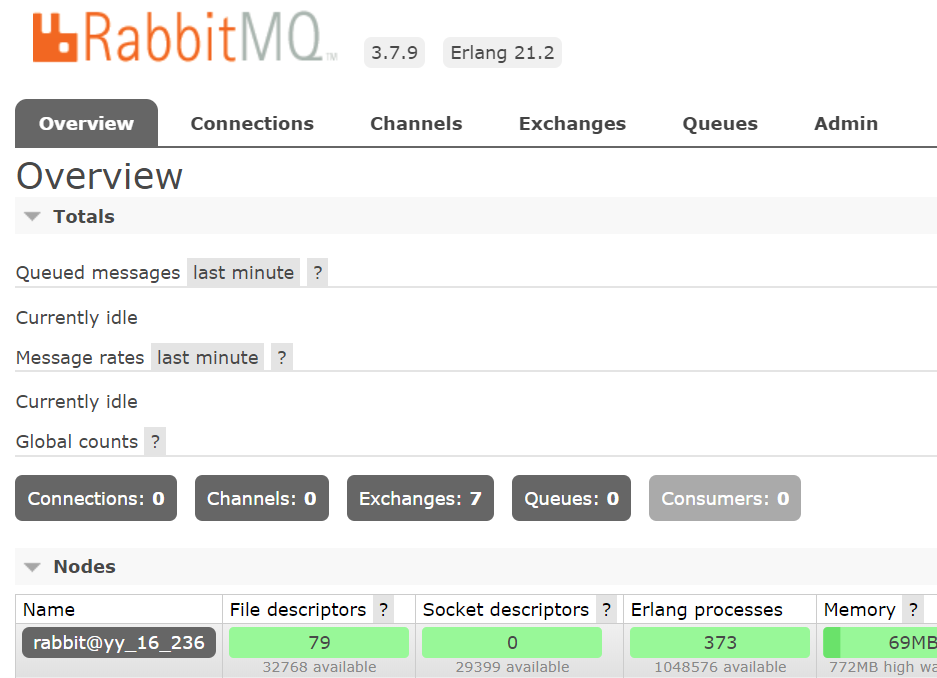 RabbitMQ TM 3.7.9 Erlang 21.2
Overview Connections Channels Exchanges Queues Admin
Overview
Totals
Queued messages last minute ?
Currently idle
Message rates last minute ?
Currently idle
Global counts ?
Connections: 0 Channels: 0 Exchanges: 7 Queues: 0 Consumers: 0
Nodes
Name File descriptors ? Socket descriptors ? Erlang processes Memory ?
rabbit@yy_16_236 79 0 373 69MB
32768 available 29399 available 1048576 available 772MB high wa